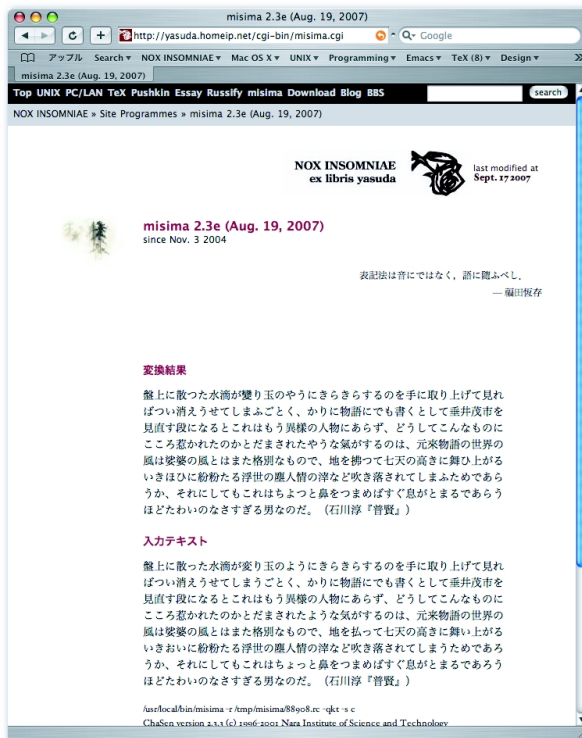 misima 2.3e (Aug. 19, 2007)
http://yasuda.homeip.net/cgi-bin/misima.cgi
Google
アップル Search NOX INSOMNIAE Mac OS X UNIX Programming Emacs TeX (8) Design
misima 2.3e (Aug. 19, 2007)
Top UNIX PC/LAN TeX Pushkin Essay Russify misima Download Blog BBS search
NOX INSOMNIAE » Site Programmes » misima 2.3e (Aug. 19, 2007)
NOX INSOMNIAE
ex libris yasuda
last modified at
Sept. 17 2007
misima 2.3e (Aug. 19, 2007)
since Nov. 3 2004
表記法は音にではなく，語に随ふべし．
— 福田恆存
変換結果
盤上に散つた水滴が變り玉のやうにきらきらするのを手に取り上げて見れ
ばつい消えうせてしまふごとく、かりに物語にでも書くとして垂井茂市を
見直す段になるとこれはもう異樣の人物にあらず、どうしてこんなものに
こころ惹かれたのかとだまされたやうな氣がするのは、元来物語の世界の
風は娑婆の風とはまた格別なもので、地を拂つて七天の高きに舞ひ上がる
いきほひに紛粉たる浮世の塵人情の滓など吹き落されてしまふためであら
うか、それにしてもこれはちよつと鼻をつまめばすぐ息がとまるであらう
ほどたわいのなさすぎる男なのだ。（石川淳『普賢』）
入力テキスト
盤上に散った水滴が変り玉のようにきらきらするのを手に取り上げて見れ
ばつい消えうせてしまうごとく、かりに物語にでも書くとして垂井茂市を
見直す段になるとこれはもう異様の人物にあらず、どうしてこんなものに
こころ惹かれたのかとだまされたような気がするのは、元来物語の世界の
風は娑婆の風とはまた格別なもので、地を払って七天の高きに舞い上がる
いきおいに紛粉たる浮世の塵人情の滓など吹き落されてしまうためであろ
うか、それにしてもこれはちょっと鼻をつまめばすぐ息がとまるであろう
ほどたわいのなさすぎる男なのだ。（石川淳『普賢』）
/usr/local/bin/misima -r /tmp/misima/88908.rc -qkt -s c
ChaSen version 2.3.3 (c) 1996-2001 Nara Institute of Science and Technology